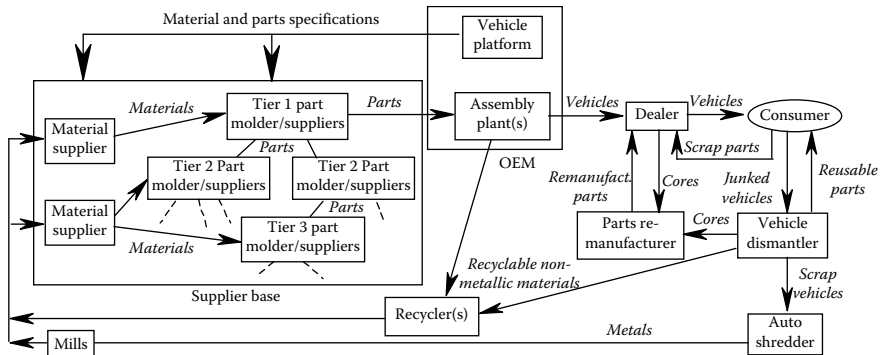 Material and parts specifications
Vehicle
platform
Materials
Tier 1 part
molder/suppliers
Parts
Assembly
plant(s)
Vehicles
Dealer
Vehicles
Consumer
Material
supplier
Parts
Scrap parts
Tier 2 Part
molder/suppliers
Tier 2 Part
molder/suppliers
OEM
Remanufact.
parts
Cores
Junked
vehicles
Reusable
parts
Material
supplier
Parts
Materials
Tier 3 part
molder/suppliers
Parts re-
manufacturer
Cores
Vehicle
dismantler
Recyclable non-
metallic materials
Scrap
vehicles
Supplier base
Recycler(s)
Mills
Metals
Auto
shredder